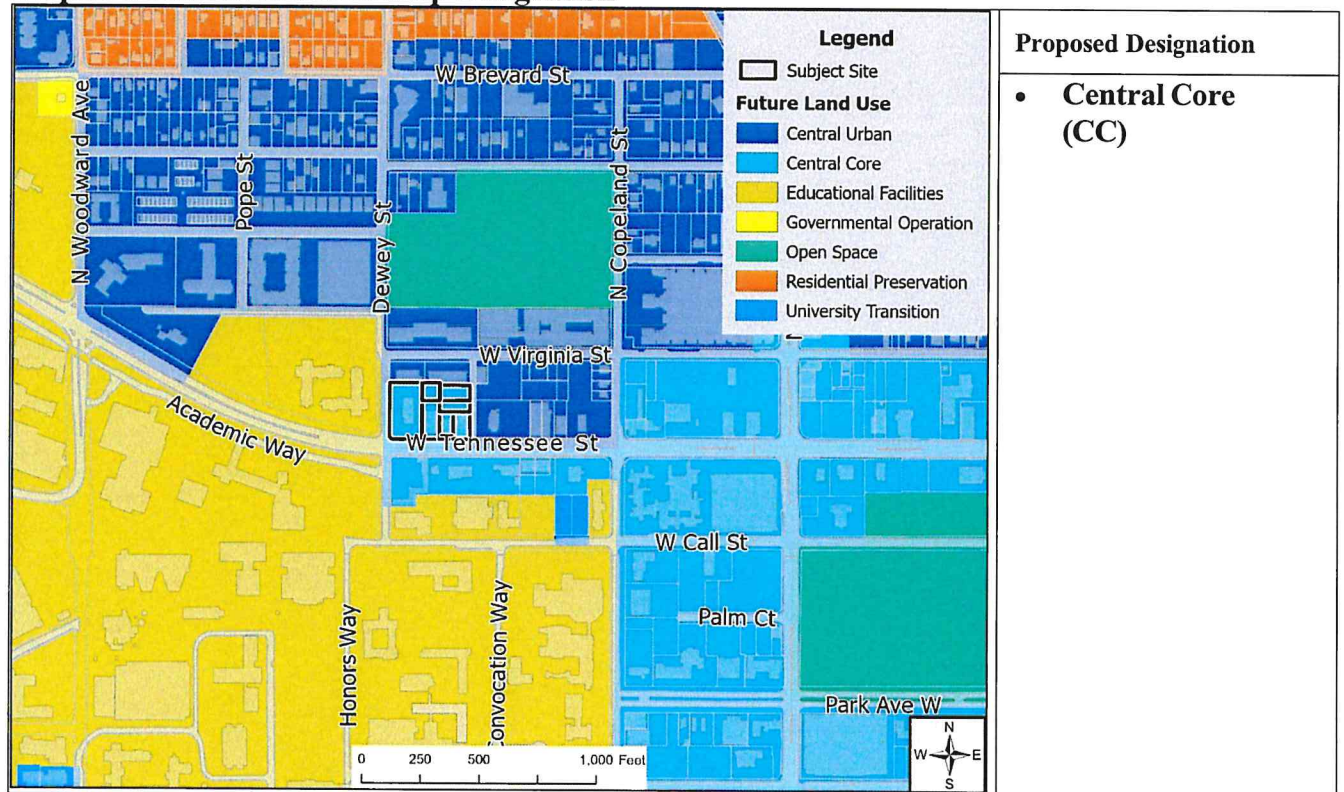 Legend
Subject Site
Future Land Use
Central Urban
Central Core
Educational Facilities
Governmental Operation
Open Space
Residential Preservation
University Transition
W Brevard St
N Woodward Ave
Pope St
Dewey St
N Copeland St
W Virginia St
Academic Way
W Tennessee St
W Call St
Palm Ct
Honors Way
Convocation Way
Park Ave W
0 250 500 1,000 Feet
N
W E
S
Proposed Designation
• Central Core
(CC)